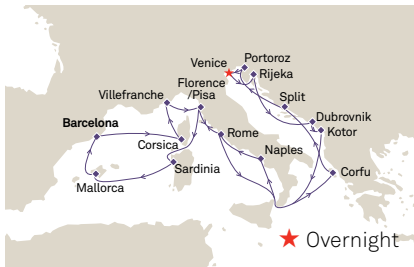 Venice
Portoroz
Rijeka
Villefranche
Florence
/Pisa
Split
Barcelona
Dubrovnik
Kotor
Corsica
Rome
Naples
Mallorca
Sardinia
Corfu
Overnight